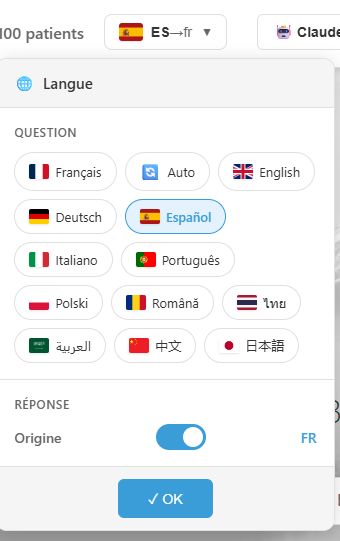 100 patients
ES→fr ▼
Claude
Langue
QUESTION
Français
Auto
English
Deutsch
Español
Italiano
Português
Polski
Română
ไทย
العربية
中文
日本語
RÉPONSE
Origine
FR
✓ OK